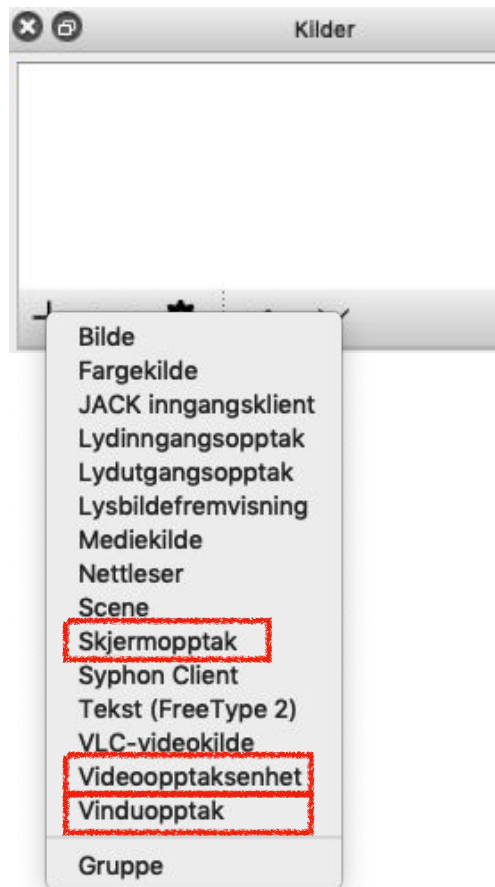 Kilder
Bilde
Fargekilde
JACK inngangsklient
Lydinngangsopptak
Lydutgangsopptak
Lysbildefremvisning
Mediekilde
Nettleser
Scene
Skjermopptak
Syphon Client
Tekst (FreeType 2)
VLC-videokilde
Videoopptaksenhet
Vinduopptak
Gruppe